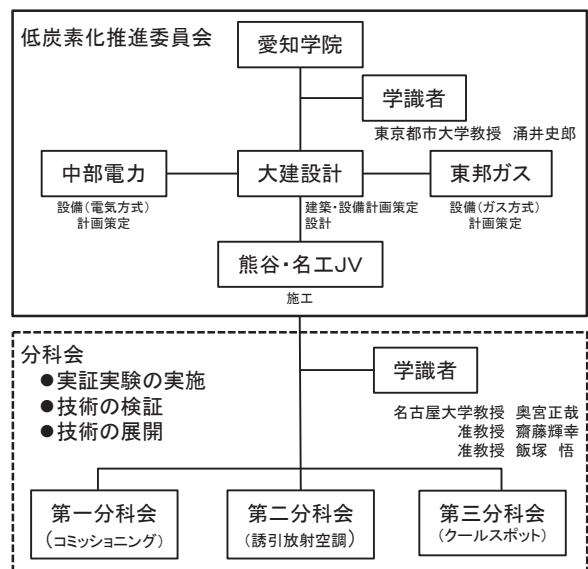 低炭素化推進委員会
愛知学院
学識者
東京都市大学教授 涌井史郎
中部電力
大建設計
東邦ガス
設備(電気方式)
計画策定
建築・設備計画策定
設計
設備(ガス方式)
計画策定
熊谷・名工JV
施工
分科会
●実証実験の実施
●技術の検証
●技術の展開
学識者
名古屋大学教授 奥宮正哉
准教授 齋藤輝幸
准教授 飯塚 悟
第一分科会
(コミッショニング)
第二分科会
(誘引放射空調)
第三分科会
(クールスポット)